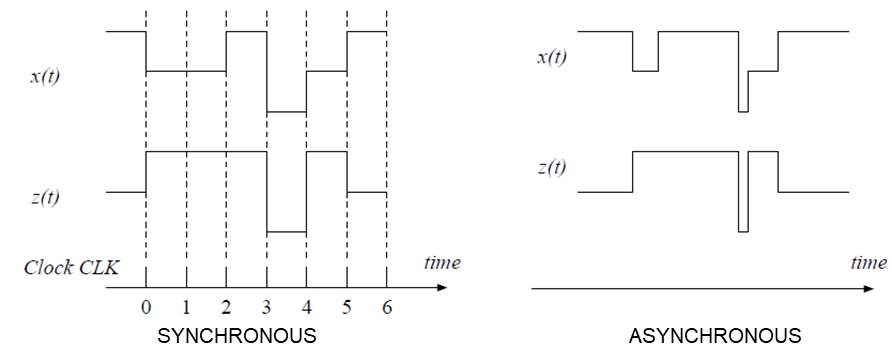 x(t)
z(t)
Clock CLK
time
0 1 2 3 4 5 6
SYNCHRONOUS
x(t)
z(t)
time
ASYNCHRONOUS